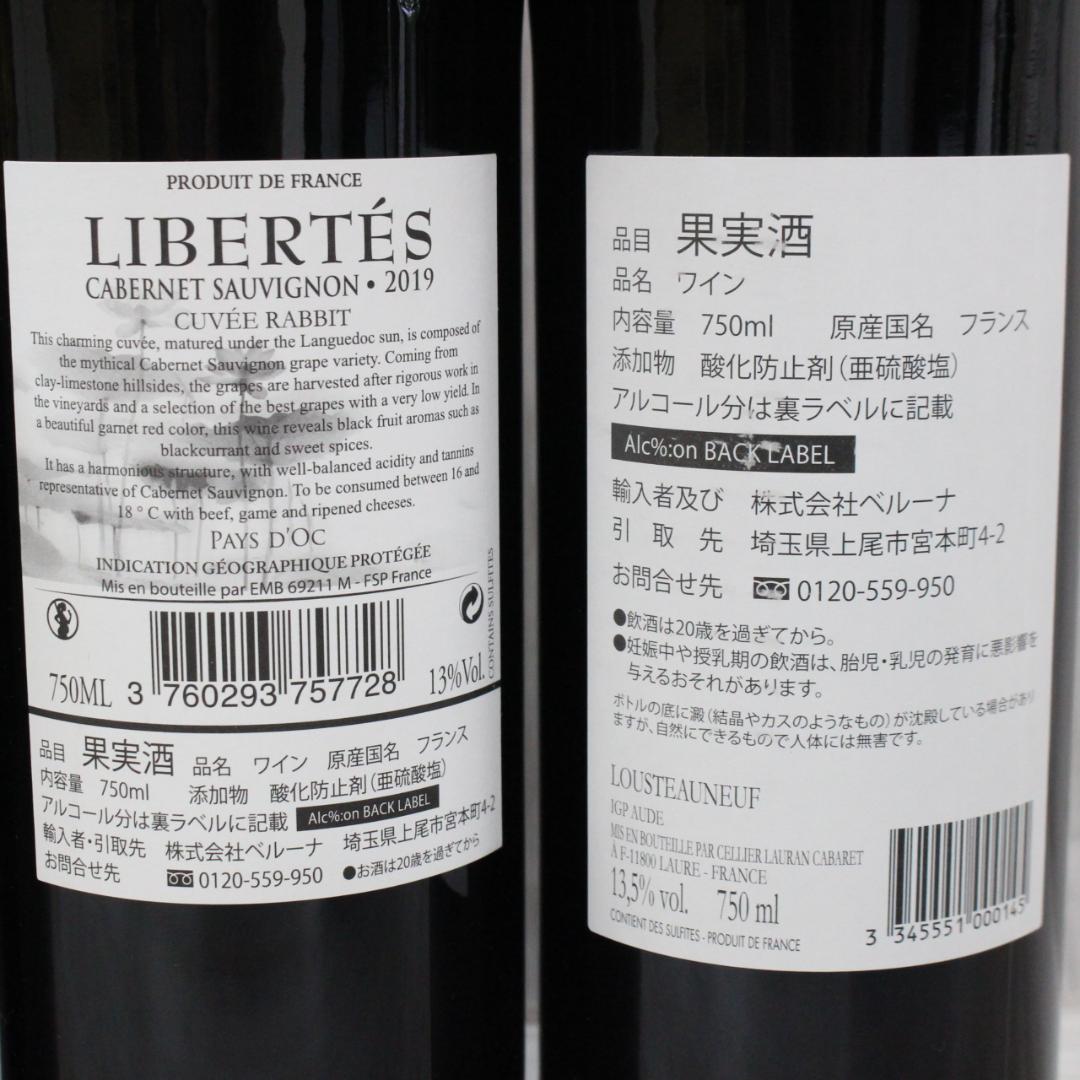 PRODUIT DE FRANCE
LIBERTÉS
CABERNET SAUVIGNON • 2019
CUVÉE RABBIT
This charming cuvée, matured under the Languedoc sun, is composed of
the mythical Cabernet Sauvignon grape variety. Coming from
clay-limestone hillsides, the grapes are harvested after rigorous work in
the vineyards and a selection of the best grapes with a very low yield. In
a beautiful garnet red color, this wine reveals black fruit aromas such as
blackcurrant and sweet spices.
It has a harmonious structure, with well-balanced acidity and tannins
representative of Cabernet Sauvignon. To be consumed between 16 and
18 ° C with beef, game and ripened cheeses.
PAYS D'OC
INDICATION GÉOGRAPHIQUE PROTÉGÉE
Mis en bouteille par EMB 69211 M - FSP France
CONTAINS SULFITES
750ML
3 760293 757728
13%Vol.
品目 果実酒 品名 ワイン 原産国名 フランス
内容量 750ml 添加物 酸化防止剤(亜硫酸塩)
アルコール分は裏ラベルに記載 Alc%:on BACK LABEL
輸入者・引取先 株式会社ベルーナ 埼玉県上尾市宮本町4-2
お問合せ先 0120-559-950 ●お酒は20歳を過ぎてから
品目 果実酒
品名 ワイン
内容量 750ml 原産国名 フランス
添加物 酸化防止剤(亜硫酸塩)
アルコール分は裏ラベルに記載
Alc%:on BACK LABEL
輸入者及び 株式会社ベルーナ
引取先 埼玉県上尾市宮本町4-2
お問合せ先 0120-559-950
●飲酒は20歳を過ぎてから。
●妊娠中や授乳期の飲酒は、胎児・乳児の発育に悪影響を
与えるおそれがあります。
ボトルの底に澱(結晶やカスのようなもの)が沈殿している場合があり
ますが、自然にできるもので人体には無害です。
LOUSTEAUNEUF
IGP AUDE
MIS EN BOUTEILLE PAR CELLIER LAURAN CABARET
À F-11800 LAURE - FRANCE
13,5% vol. 750 ml
CONTIENT DES SULFITES - PRODUIT DE FRANCE
3 345551 000145